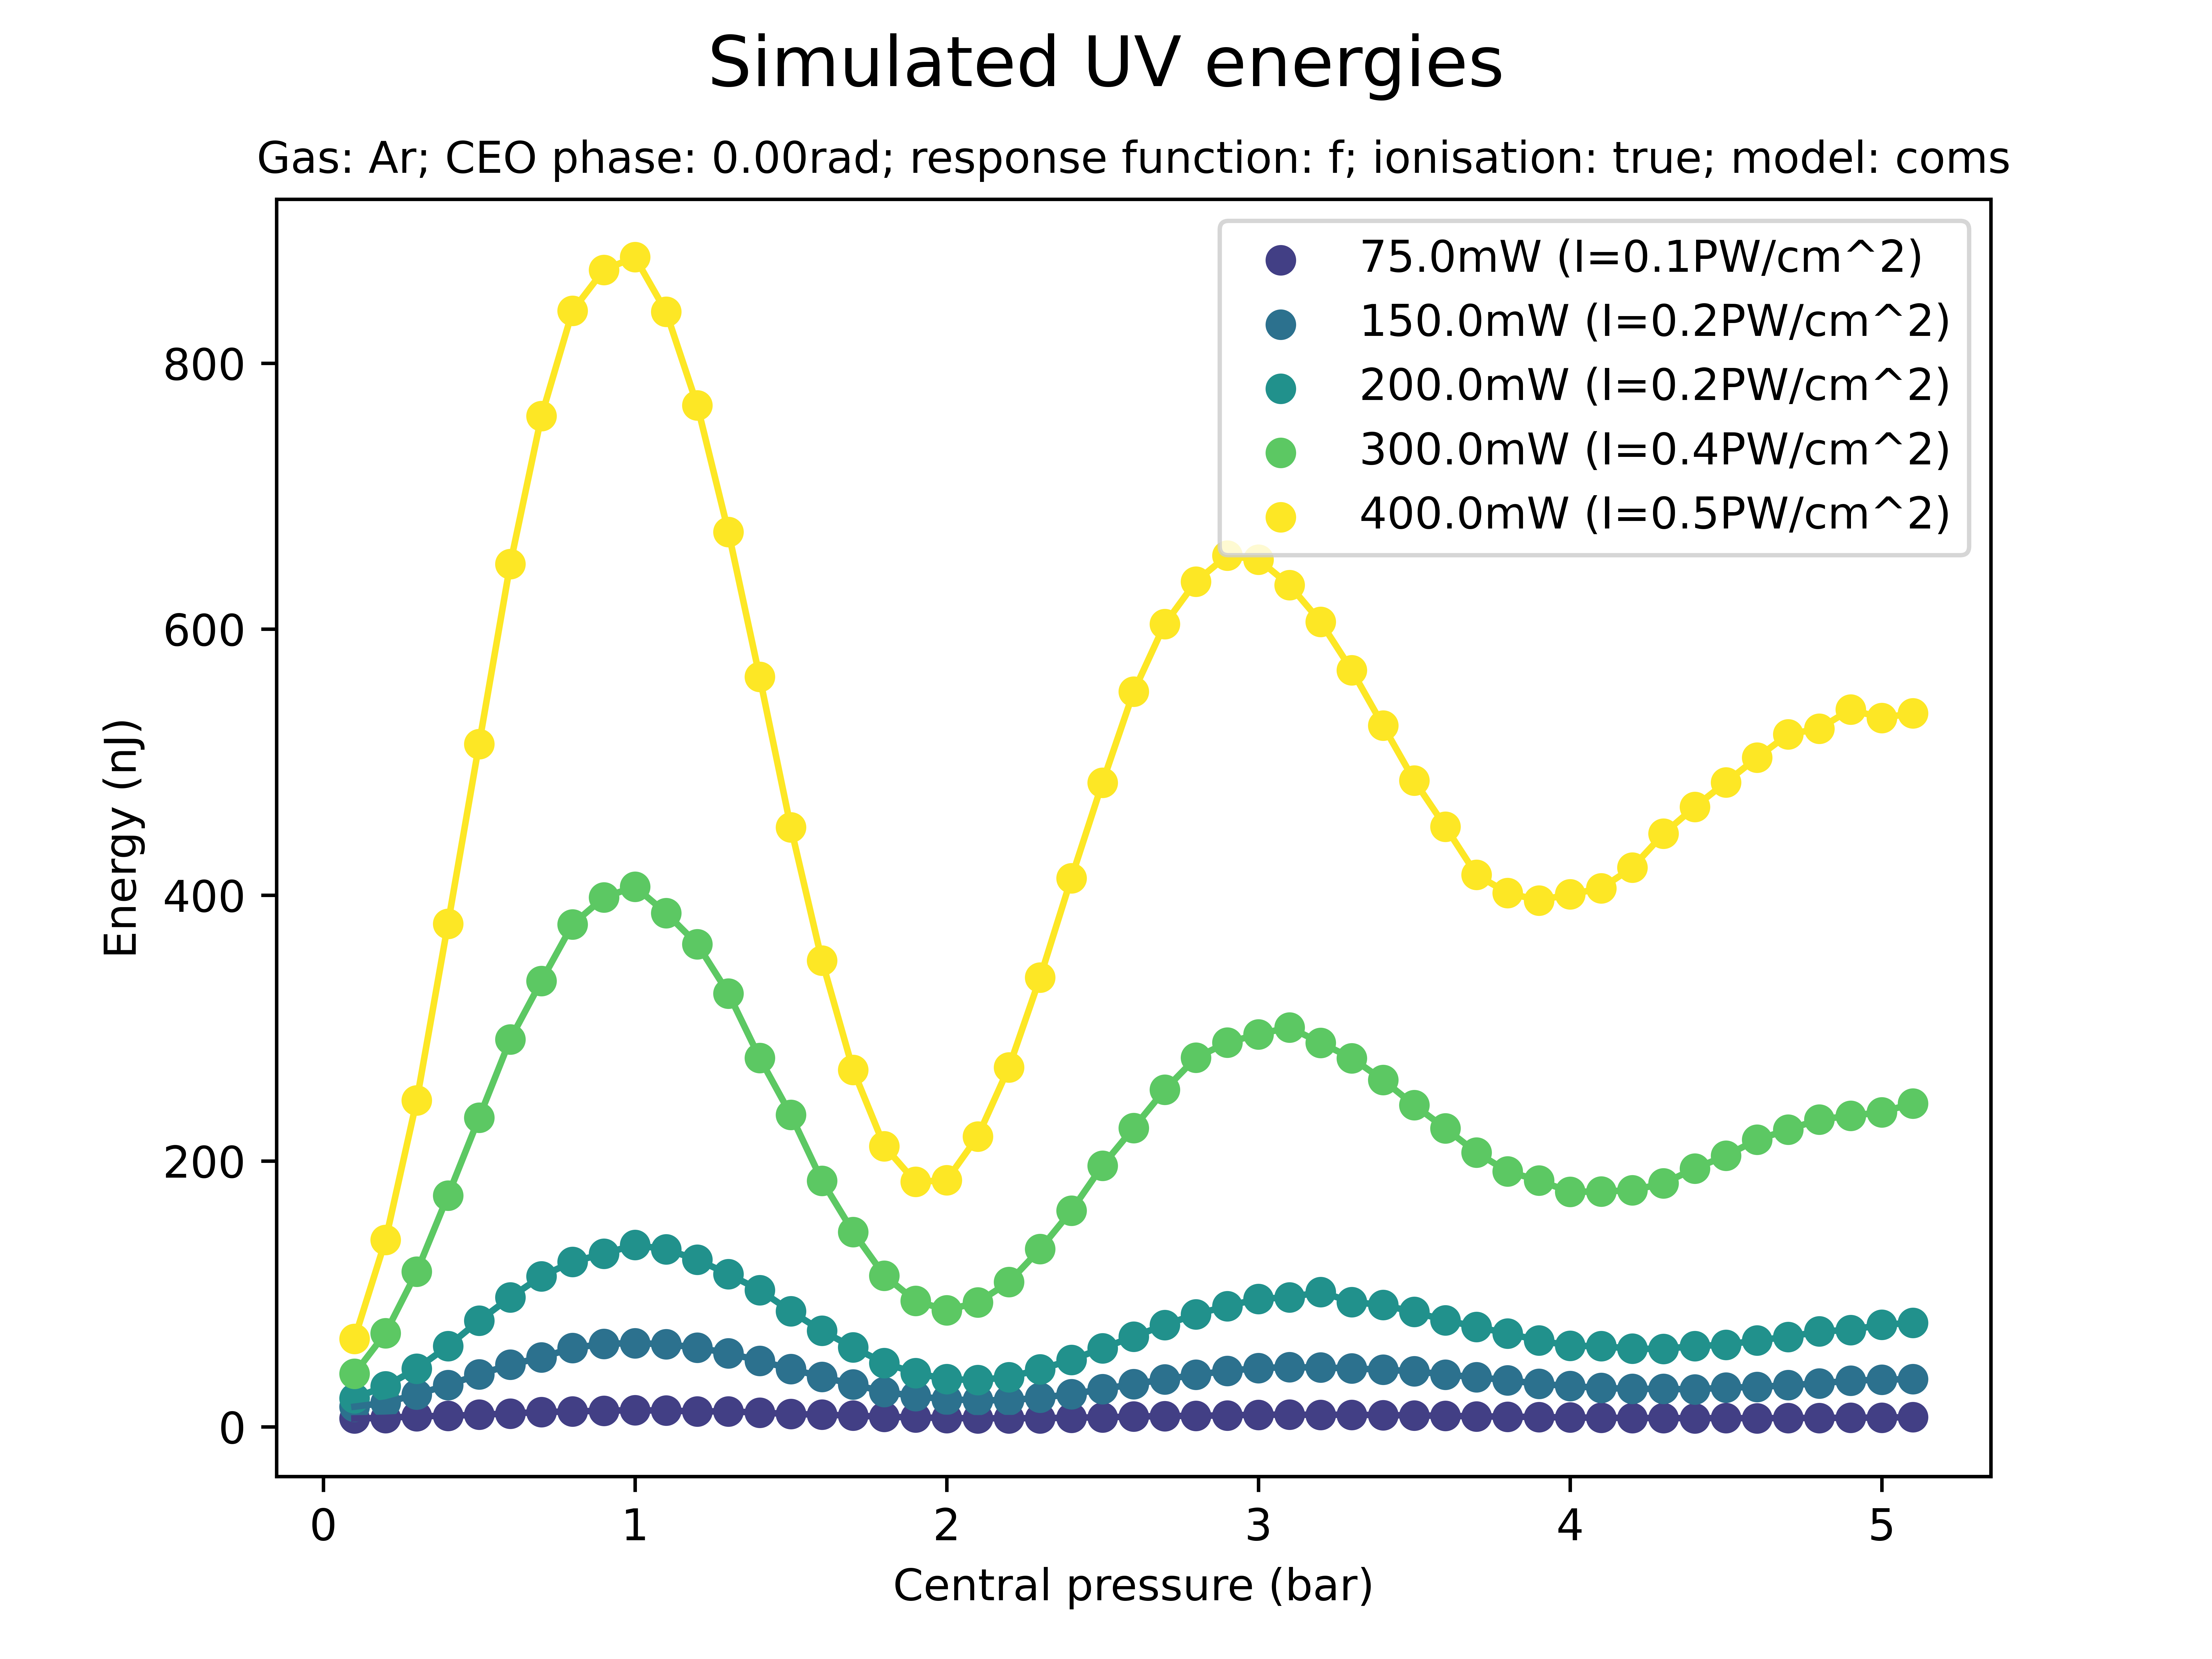 Simulated UV energies
Gas: Ar; CEO phase: 0.00rad; response function: f; ionisation: true; model: coms
75.0mW (I=0.1PW/cm^2)
150.0mW (I=0.2PW/cm^2)
200.0mW (I=0.2PW/cm^2)
300.0mW (I=0.4PW/cm^2)
400.0mW (I=0.5PW/cm^2)
Energy (nJ)
800
600
400
200
0
0 1 2 3 4 5
Central pressure (bar)